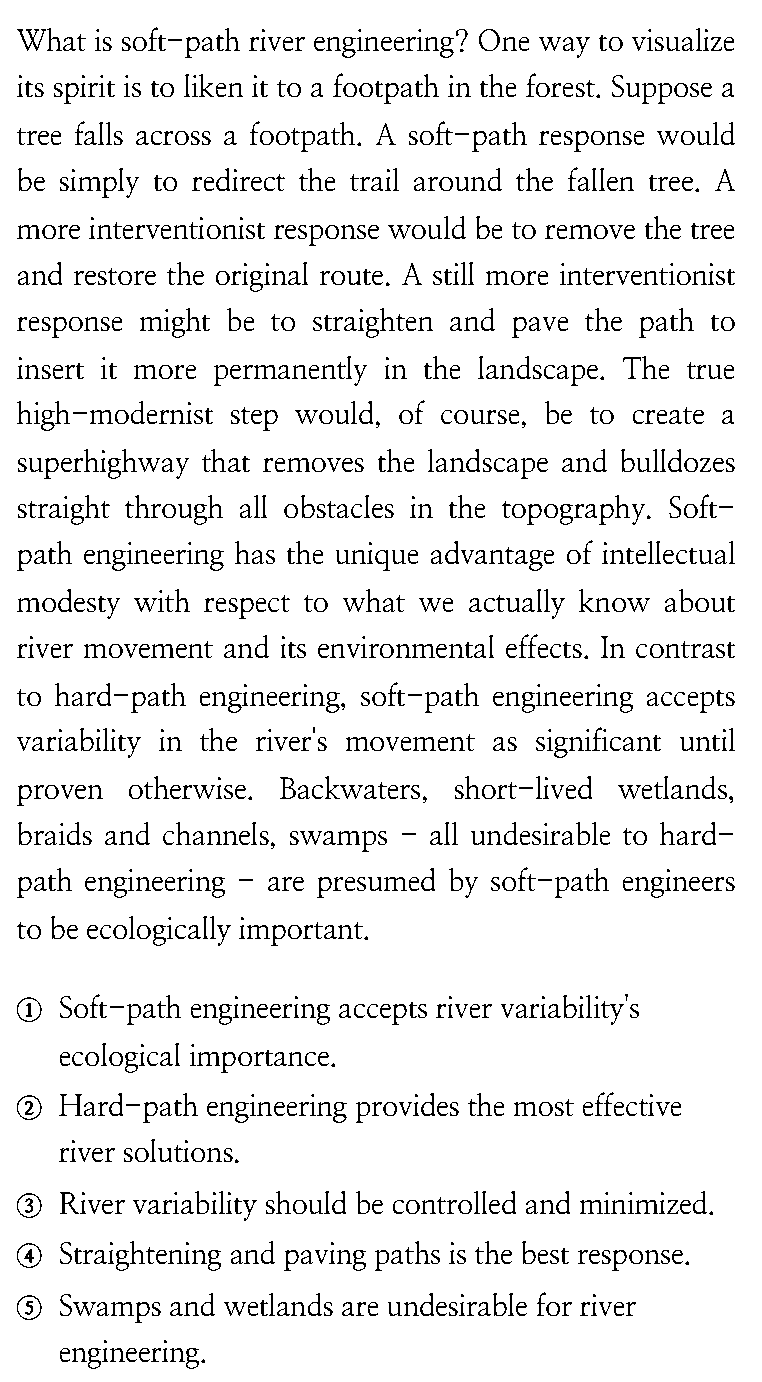 What is soft-path river engineering? One way to visualize
its spirit is to liken it to a footpath in the forest. Suppose a
tree falls across a footpath. A soft-path response would
be simply to redirect the trail around the fallen tree. A
more interventionist response would be to remove the tree
and restore the original route. A still more interventionist
response might be to straighten and pave the path to
insert it more permanently in the landscape. The true
high-modernist step would, of course, be to create a
superhighway that removes the landscape and bulldozes
straight through all obstacles in the topography. Soft-
path engineering has the unique advantage of intellectual
modesty with respect to what we actually know about
river movement and its environmental effects. In contrast
to hard-path engineering, soft-path engineering accepts
variability in the river's movement as significant until
proven otherwise. Backwaters, short-lived wetlands,
braids and channels, swamps - all undesirable to hard-
path engineering - are presumed by soft-path engineers
to be ecologically important.
① Soft-path engineering accepts river variability's
ecological importance.
② Hard-path engineering provides the most effective
river solutions.
③ River variability should be controlled and minimized.
④ Straightening and paving paths is the best response.
⑤ Swamps and wetlands are undesirable for river
engineering.